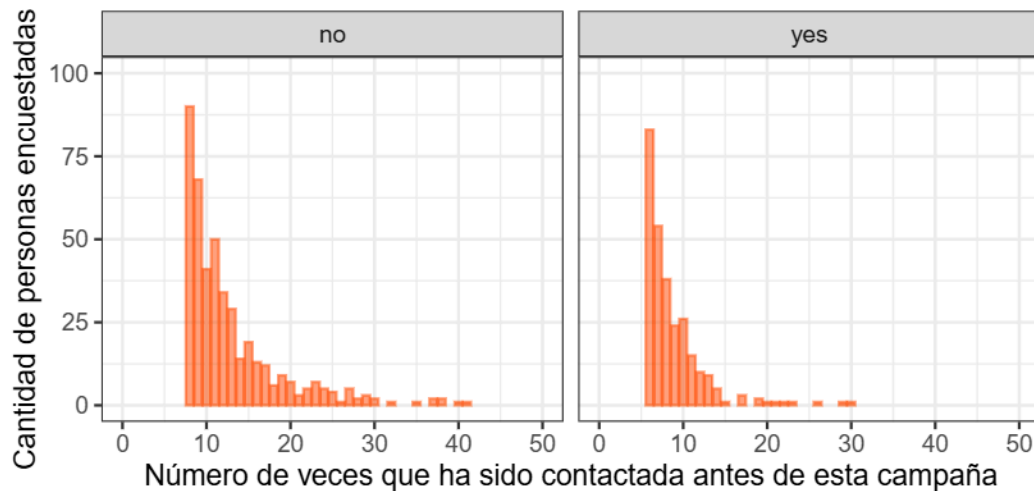 no
yes
Cantidad de personas encuestadas
100
75
50
25
0
0 10 20 30 40 50
0 10 20 30 40 50
Número de veces que ha sido contactada antes de esta campaña